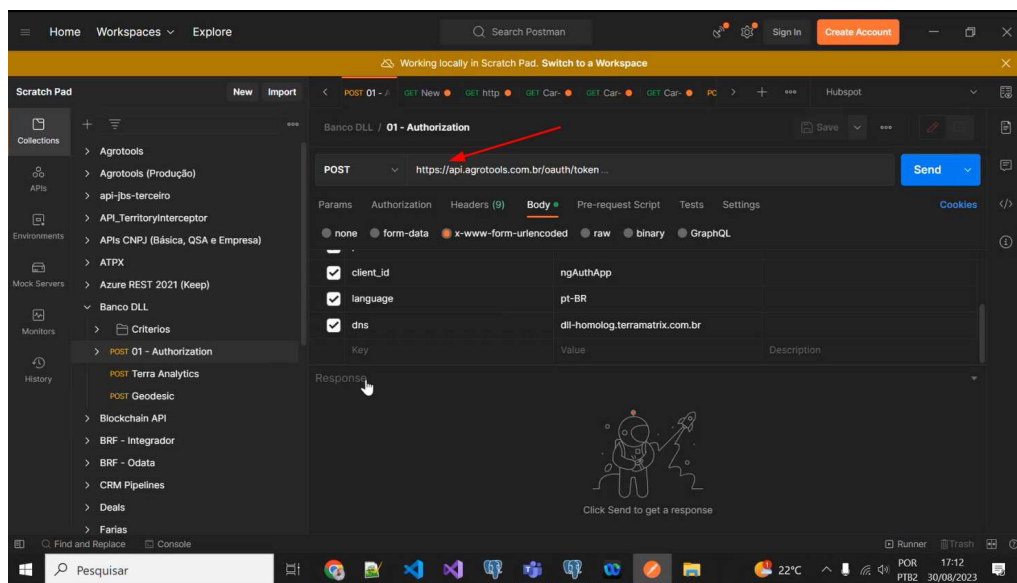 Home Workspaces Explore Search Postman Sign In Create Account
Working locally in Scratch Pad. Switch to a Workspace
Scratch Pad New Import POST 01 - GET New GET http GET Car- GET Car- GET Car- PC Hubspot
Collections
APIs
Environments
Mock Servers
Monitors
History
Agrotools
Agrotools (Produção)
api-jbs-terceiro
API_TerritoryInterceptor
APIs CNPJ (Básica, QSA e Empresa)
ATPX
Azure REST 2021 (Keep)
Banco DLL
Criterios
POST 01 - Authorization
POST Terra Analytics
POST Geodesic
Blockchain API
BRF - Integrador
BRF - Odata
CRM Pipelines
Deals
Farias
Banco DLL / 01 - Authorization Save
POST https://api.agrotools.com.br/oauth/token ... Send
Params Authorization Headers (9) Body Pre-request Script Tests Settings Cookies
none form-data x-www-form-urlencoded raw binary GraphQL
client_id ngAuthApp
language pt-BR
dns dll-homolog.terramatrix.com.br
Key Value Description
Response
Click Send to get a response
Find and Replace Console Runner Trash
Pesquisar 22°C POR 17:12
PTB2 30/08/2023